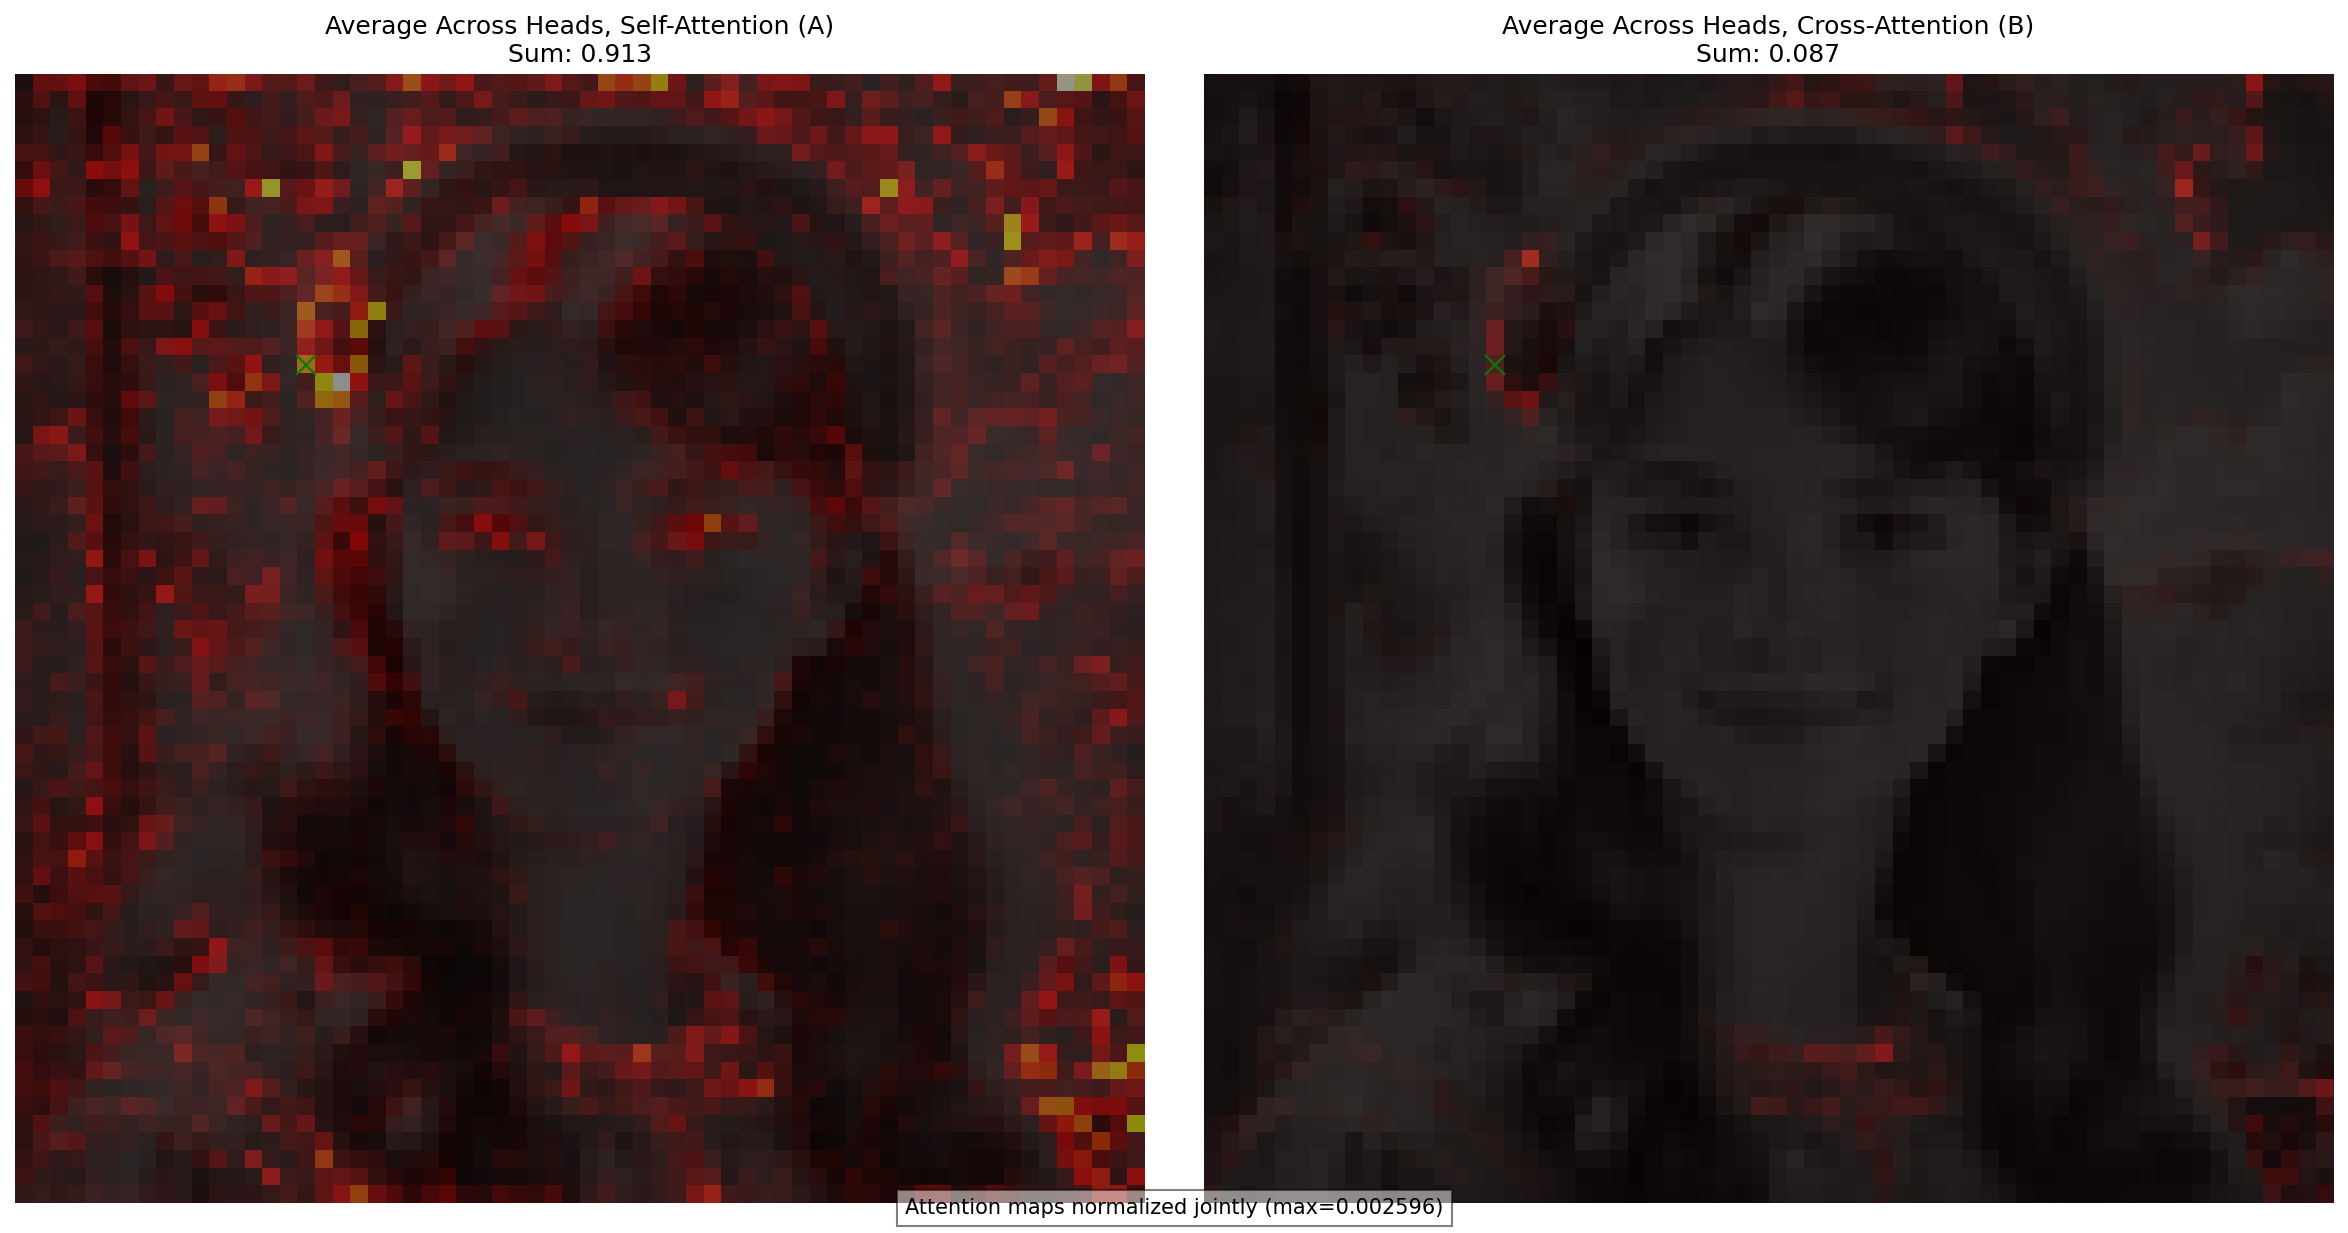 Average Across Heads, Self-Attention (A)
Sum: 0.913
Average Across Heads, Cross-Attention (B)
Sum: 0.087
Attention maps normalized jointly (max=0.002596)